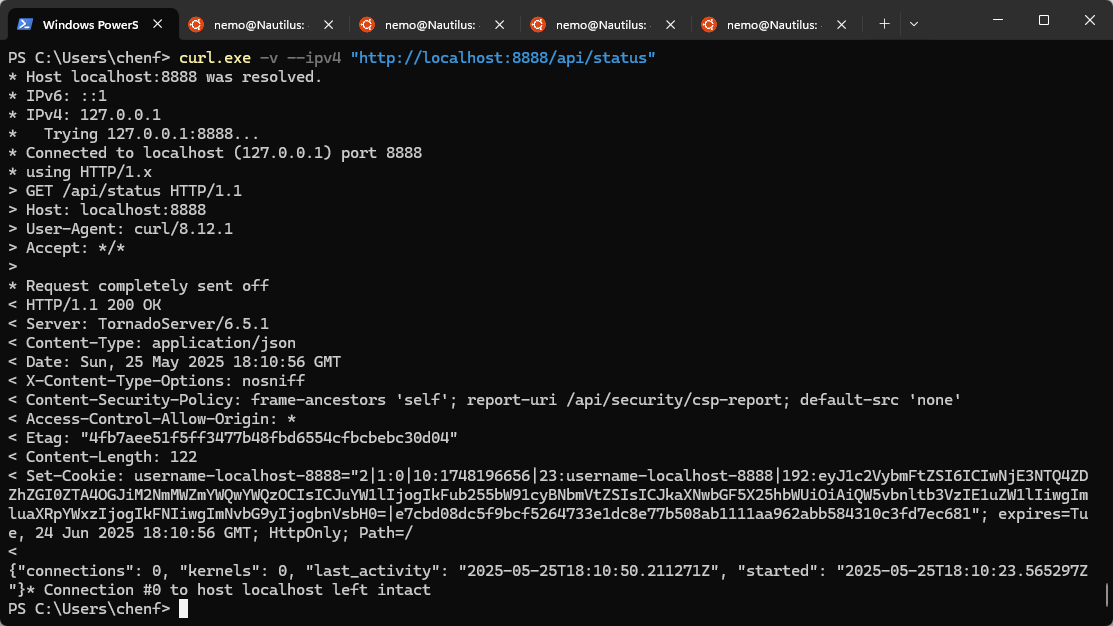 Windows PowerS
nemo@Nautilus:
nemo@Nautilus:
nemo@Nautilus:
nemo@Nautilus:
PS C:\Users\chenf> curl.exe -v --ipv4 "http://localhost:8888/api/status"
* Host localhost:8888 was resolved.
* IPv6: ::1
* IPv4: 127.0.0.1
*   Trying 127.0.0.1:8888...
* Connected to localhost (127.0.0.1) port 8888
* using HTTP/1.x
> GET /api/status HTTP/1.1
> Host: localhost:8888
> User-Agent: curl/8.12.1
> Accept: */*
>
* Request completely sent off
< HTTP/1.1 200 OK
< Server: TornadoServer/6.5.1
< Content-Type: application/json
< Date: Sun, 25 May 2025 18:10:56 GMT
< X-Content-Type-Options: nosniff
< Content-Security-Policy: frame-ancestors 'self'; report-uri /api/security/csp-report; default-src 'none'
< Access-Control-Allow-Origin: *
< Etag: "4fb7aee51f5ff3477b48fbd6554cfbcbebc30d04"
< Content-Length: 122
< Set-Cookie: username-localhost-8888="2|1:0|10:1748196656|23:username-localhost-8888|192:eyJ1c2VybmFtZSI6ICIwNjE3NTQ4ZD
ZhZGI0ZTA4OGJiM2NmMWZmYWQwYWQzOCIsICJuYW1lIjogIkFub255bW91cyBNbmVtZSIsICJkaXNwbGF5X25hbWUiOiAiQW5vbnltb3VzIE1uZW1lIiwgIm
luaXRpYWxzIjogIkFNIiwgImNvbG9yIjogbnVsbH0=|e7cbd08dc5f9bcf5264733e1dc8e77b508ab1111aa962abb584310c3fd7ec681"; expires=Tu
e, 24 Jun 2025 18:10:56 GMT; HttpOnly; Path=/
<
{"connections": 0, "kernels": 0, "last_activity": "2025-05-25T18:10:50.211271Z", "started": "2025-05-25T18:10:23.565297Z
"}* Connection #0 to host localhost left intact
PS C:\Users\chenf>